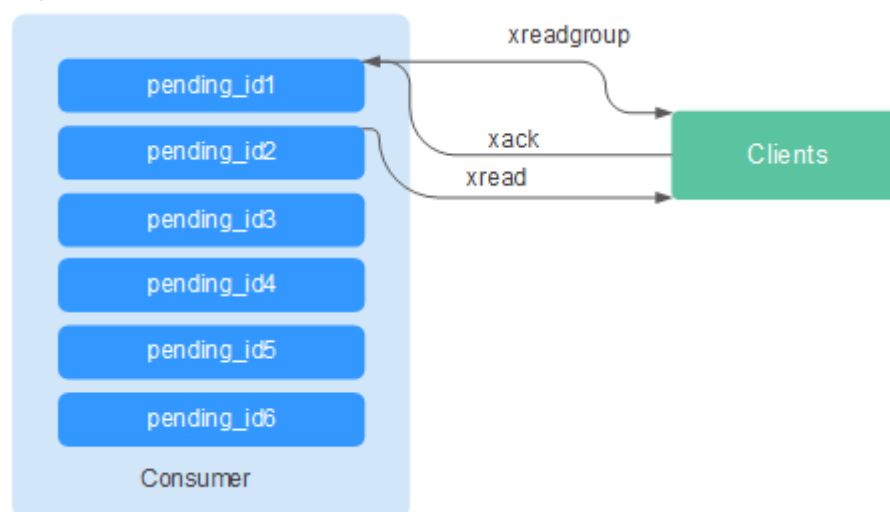 xreadgroup
pending_id1
xack
Clients
pending_id2
xread
pending_id3
pending_id4
pending_id5
pending_id6
Consumer